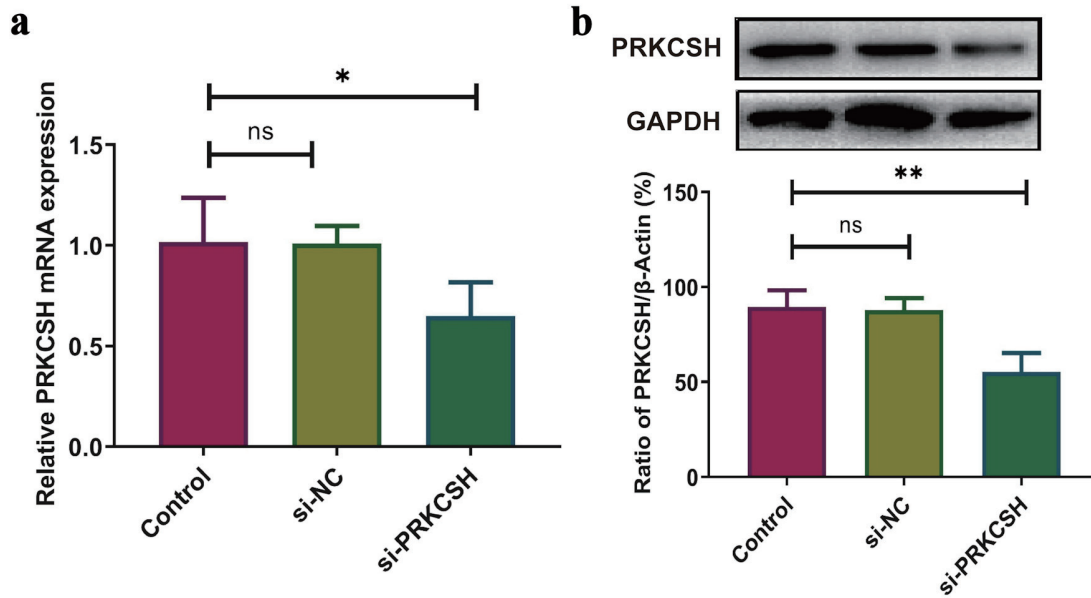 a
*
ns
Relative PRKCSH mRNA expression
1.5
1.0
0.5
0.0
Control
si-NC
si-PRKCSH
b
PRKCSH
GAPDH
**
ns
Ratio of PRKCSH/β-Actin (%)
150
100
50
0
Control
si-NC
si-PRKCSH